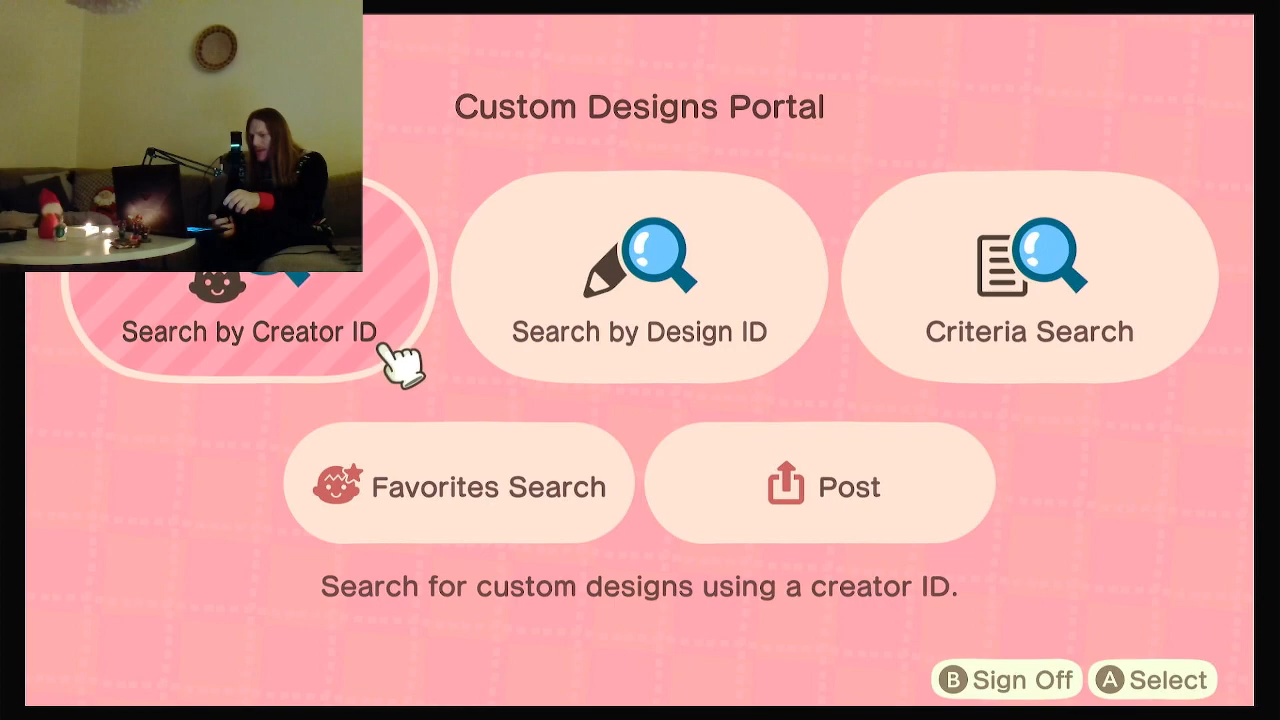 Custom Designs Portal
Search by Creator ID
Search by Design ID
Criteria Search
Favorites Search
Post
Search for custom designs using a creator ID.
B Sign Off
A Select